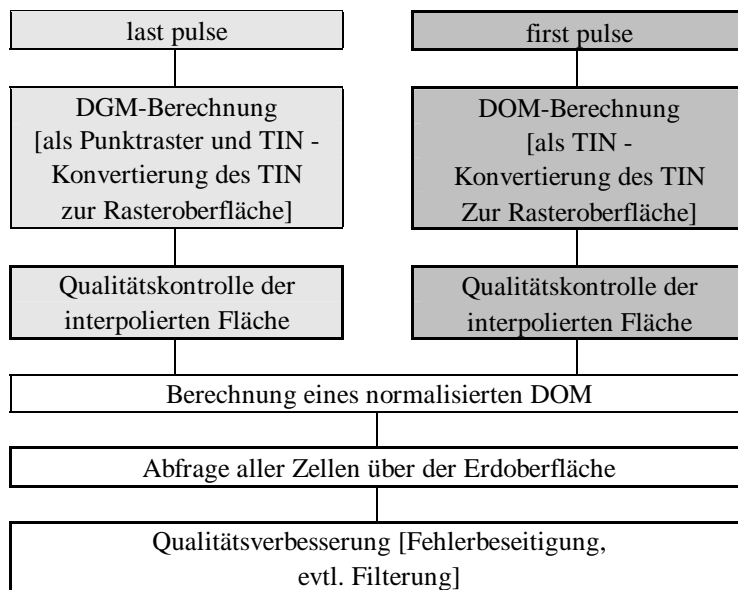 last pulse
first pulse
DGM-Berechnung
[als Punktraster und TIN -
Konvertierung des TIN
zur Rasteroberfläche]
DOM-Berechnung
[als TIN -
Konvertierung des TIN
Zur Rasteroberfläche]
Qualitätskontrolle der
interpolierten Fläche
Qualitätskontrolle der
interpolierten Fläche
Berechnung eines normalisierten DOM
Abfrage aller Zellen über der Erdoberfläche
Qualitätsverbesserung [Fehlerbeseitigung,
evtl. Filterung]